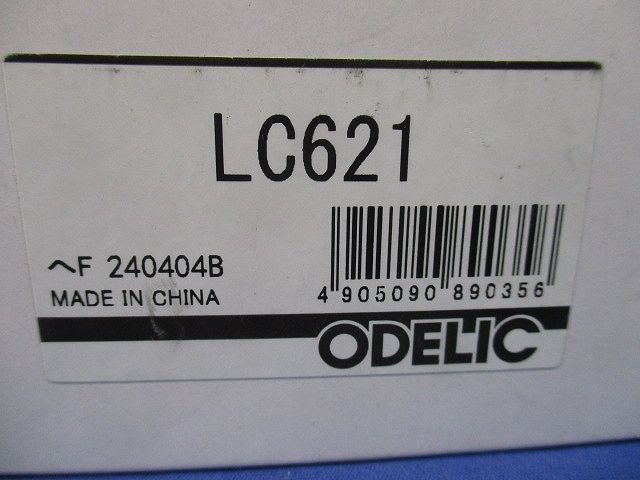 LC621
へF 240404B
MADE IN CHINA
4 905090 890356
ODELIC